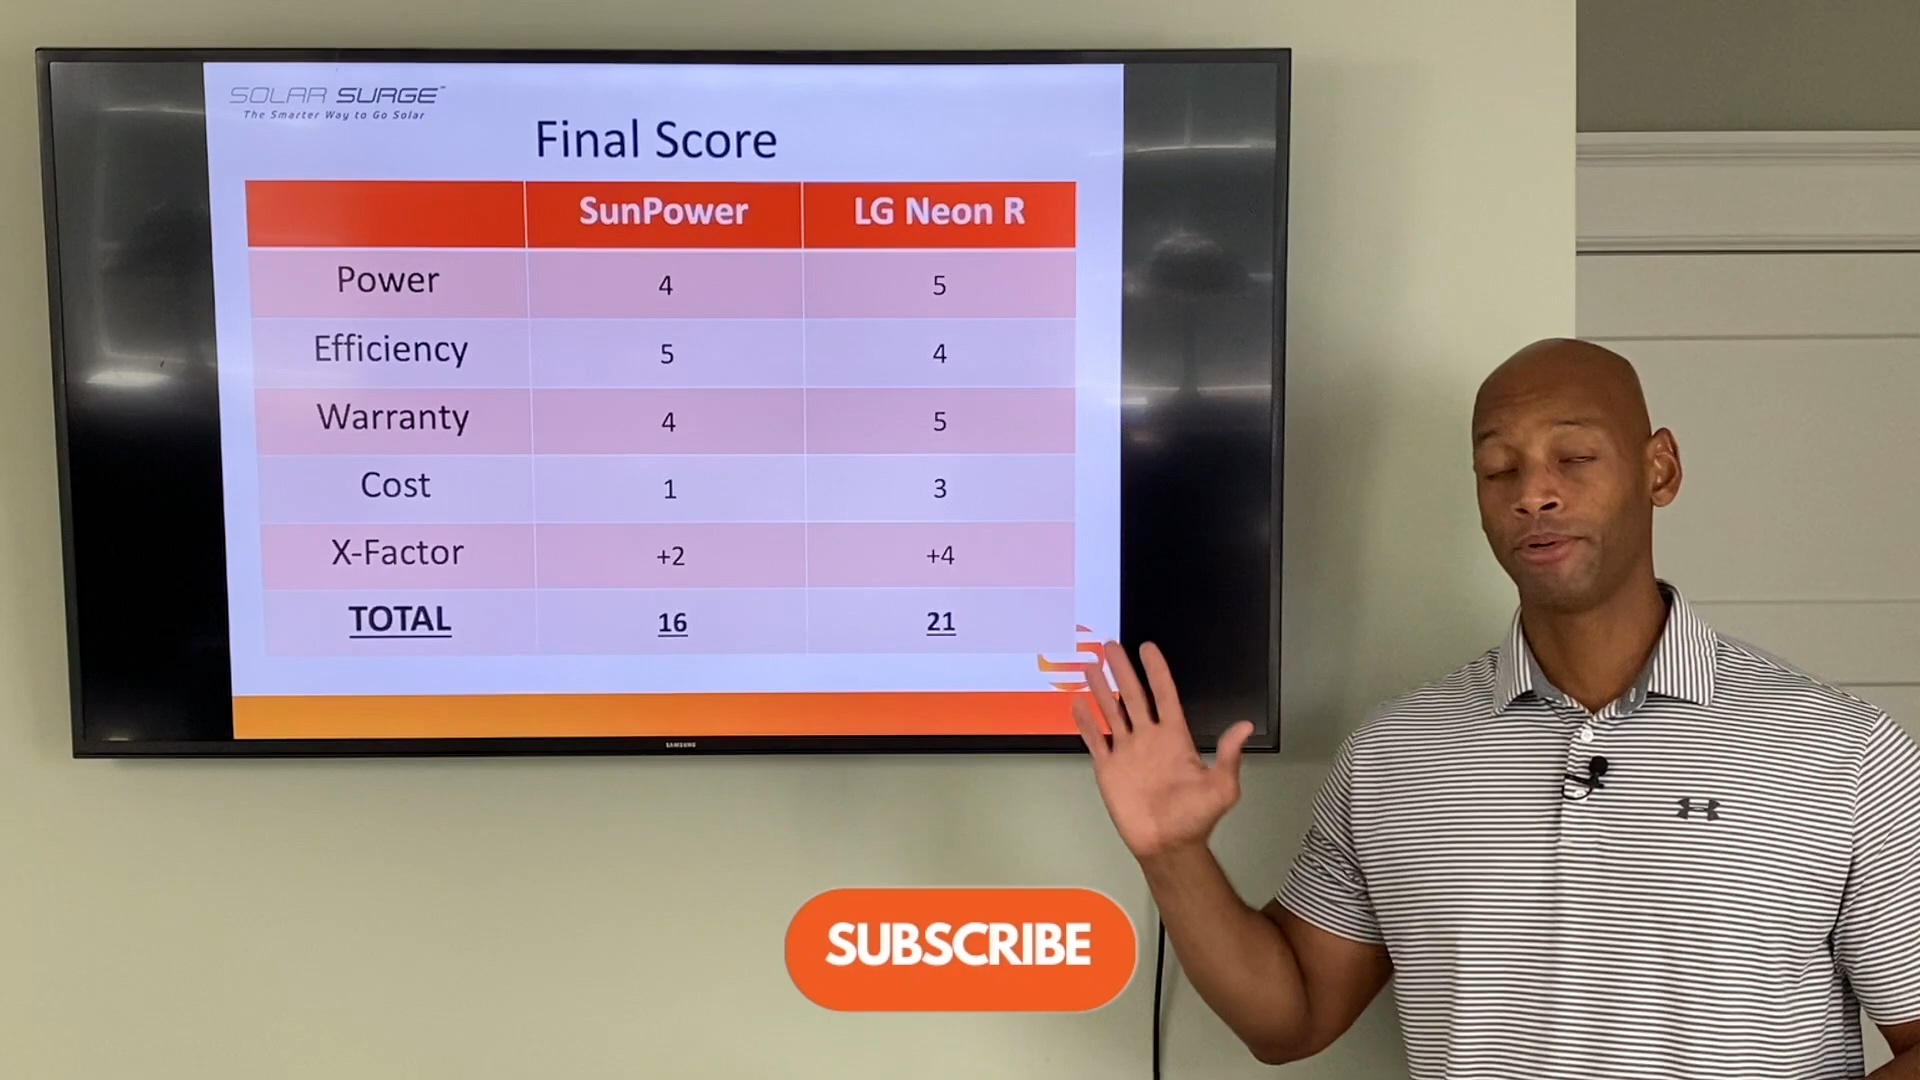 SOLAR SURGE™
The Smarter Way to Go Solar
Final Score
SunPower LG Neon R
Power 4 5
Efficiency 5 4
Warranty 4 5
Cost 1 3
X-Factor +2 +4
TOTAL 16 21
SAMSUNG
SUBSCRIBE